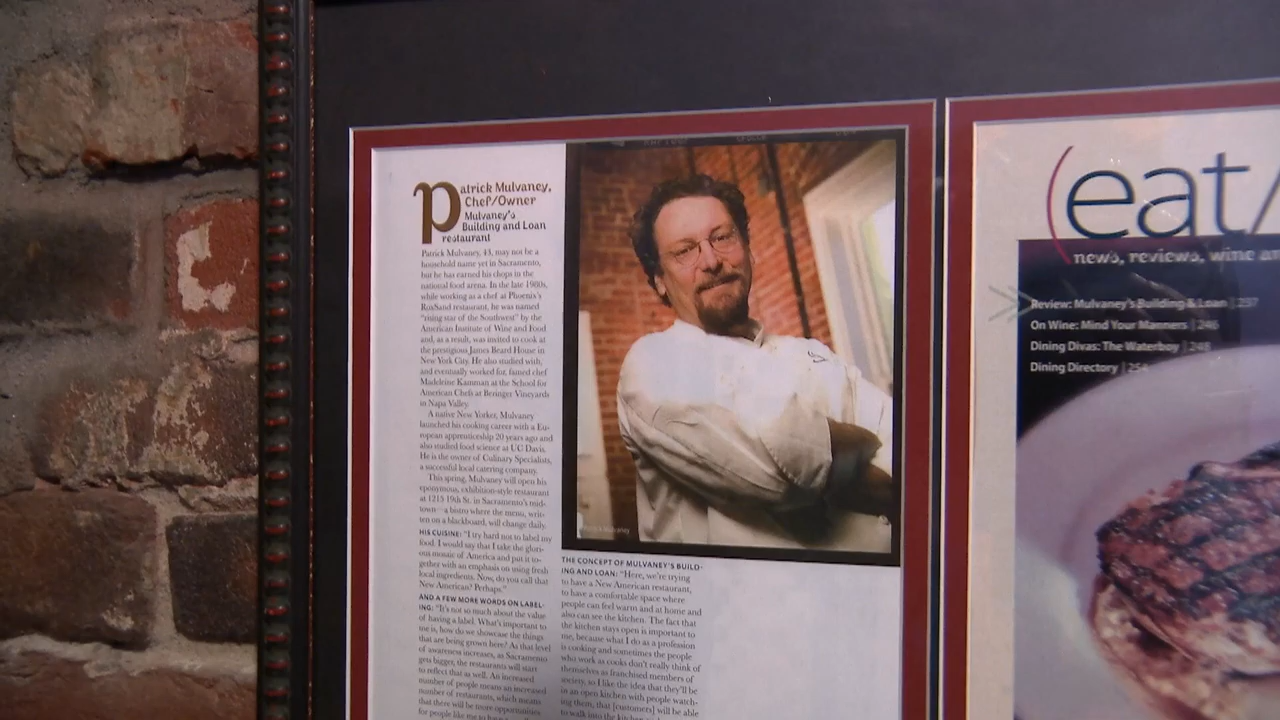 Patrick Mulvaney,
Chef/Owner
Mulvaney's
Building and Loan
restaurant
Patrick Mulvaney, 43, may not be a
household name yet in Sacramento,
but he has earned his chops in the
national food arena. In the late 1980s,
while working as a chef at Phoenix's
RoxSand restaurant, he was named
"rising star of the Southwest" by the
American Institute of Wine and Food
and, as a result, was invited to cook at
the prestigious James Beard House in
New York City. He also studied with,
and eventually worked for, famed chef
Madeleine Kamman at the School for
American Chefs at Beringer Vineyards
in Napa Valley.
A native New Yorker, Mulvaney
launched his cooking career with a Eu-
ropean apprenticeship 20 years ago and
also studied food science at UC Davis.
He is the owner of Culinary Specialists,
a successful local catering company.
This spring, Mulvaney will open his
eponymous, exhibition-style restaurant
at 1215 19th St. in Sacramento's mid-
town—a bistro where the menu, writ-
ten on a blackboard, will change daily.
HIS CUISINE: "I try hard not to label my
food. I would say that I take the glori-
ous mosaic of America and put it to-
gether with an emphasis on using fresh
local ingredients. Now, do you call that
New American? Perhaps."
AND A FEW MORE WORDS ON LABEL-
ING: "It's not so much about the value
of having a label. What's important to
me is, how do we showcase the things
that are being grown here? As that level
of awareness increases, as Sacramento
gets bigger, the restaurants will start
to reflect that as well. An increased
number of people means an increased
number of restaurants, which means
that there will be more opportunities
for people like me to
THE CONCEPT OF MULVANEY'S BUILD-
ING AND LOAN: "Here, we're trying
to have a New American restaurant,
to have a comfortable space where
people can feel warm and at home and
also can see the kitchen. The fact that
the kitchen stays open is important to
me, because what I do as a profession
is cooking and sometimes the people
who work as cooks don't really think of
themselves as franchised members of
society, so I like the idea that they'll be
in an open kitchen with people watch-
ing them, that [customers] will be able
to walk into the kitchen
(eat/
news, reviews, wine an
Review: Mulvaney's Building & Loan | 237
On Wine: Mind Your Manners | 246
Dining Divas: The Waterboy | 248
Dining Directory | 254